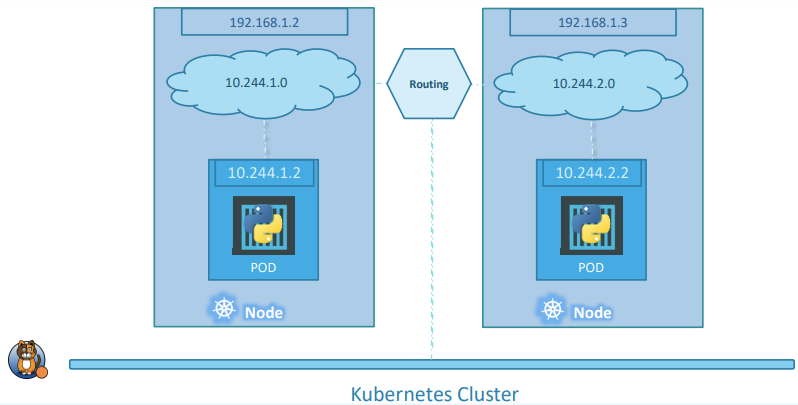 192.168.1.2
192.168.1.3
10.244.1.0
Routing
10.244.2.0
10.244.1.2
10.244.2.2
POD
POD
Node
Node
Kubernetes Cluster